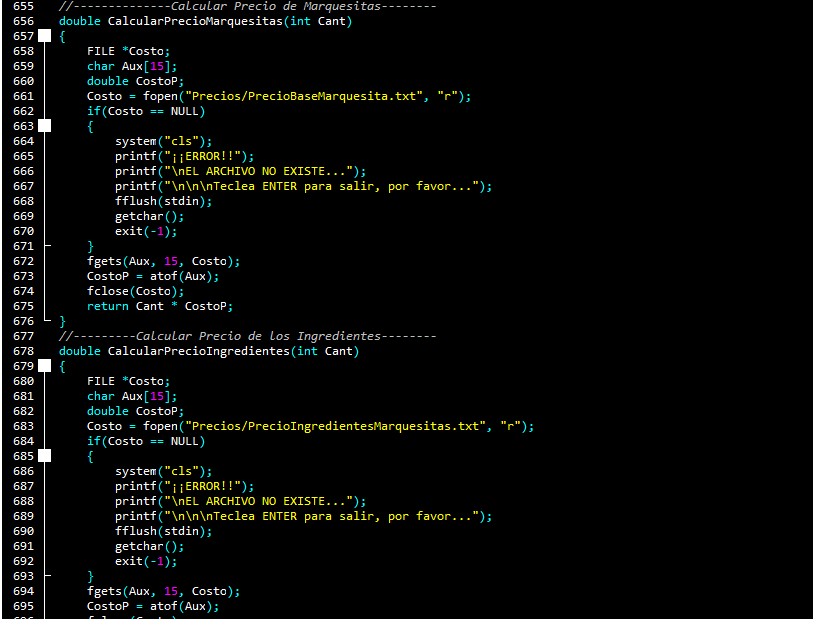 655 //--------------Calcular Precio de Marquesitas--------
656 double CalcularPrecioMarquesitas(int Cant)
657 {
658 FILE *Costo;
659 char Aux[15];
660 double CostoP;
661 Costo = fopen("Precios/PrecioBaseMarquesita.txt", "r");
662 if(Costo == NULL)
663 {
664 system("cls");
665 printf("¡¡ERROR!!");
666 printf("\nEL ARCHIVO NO EXISTE...");
667 printf("\n\n\nTeclea ENTER para salir, por favor...");
668 fflush(stdin);
669 getchar();
670 exit(-1);
671 }
672 fgets(Aux, 15, Costo);
673 CostoP = atof(Aux);
674 fclose(Costo);
675 return Cant * CostoP;
676 }
677 //---------Calcular Precio de los Ingredientes--------
678 double CalcularPrecioIngredientes(int Cant)
679 {
680 FILE *Costo;
681 char Aux[15];
682 double CostoP;
683 Costo = fopen("Precios/PrecioIngredientesMarquesitas.txt", "r");
684 if(Costo == NULL)
685 {
686 system("cls");
687 printf("¡¡ERROR!!");
688 printf("\nEL ARCHIVO NO EXISTE...");
689 printf("\n\n\nTeclea ENTER para salir, por favor...");
690 fflush(stdin);
691 getchar();
692 exit(-1);
693 }
694 fgets(Aux, 15, Costo);
695 CostoP = atof(Aux);